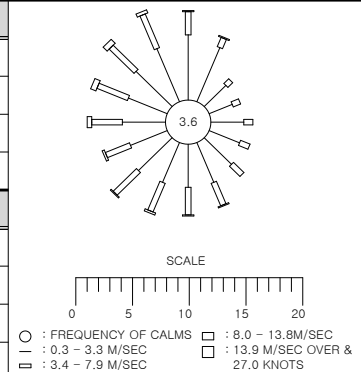 3.6
SCALE
0 5 10 15 20
: FREQUENCY OF CALMS
: 0.3 - 3.3 M/SEC
: 3.4 - 7.9 M/SEC
: 8.0 - 13.8M/SEC
: 13.9 M/SEC OVER &
27.0 KNOTS